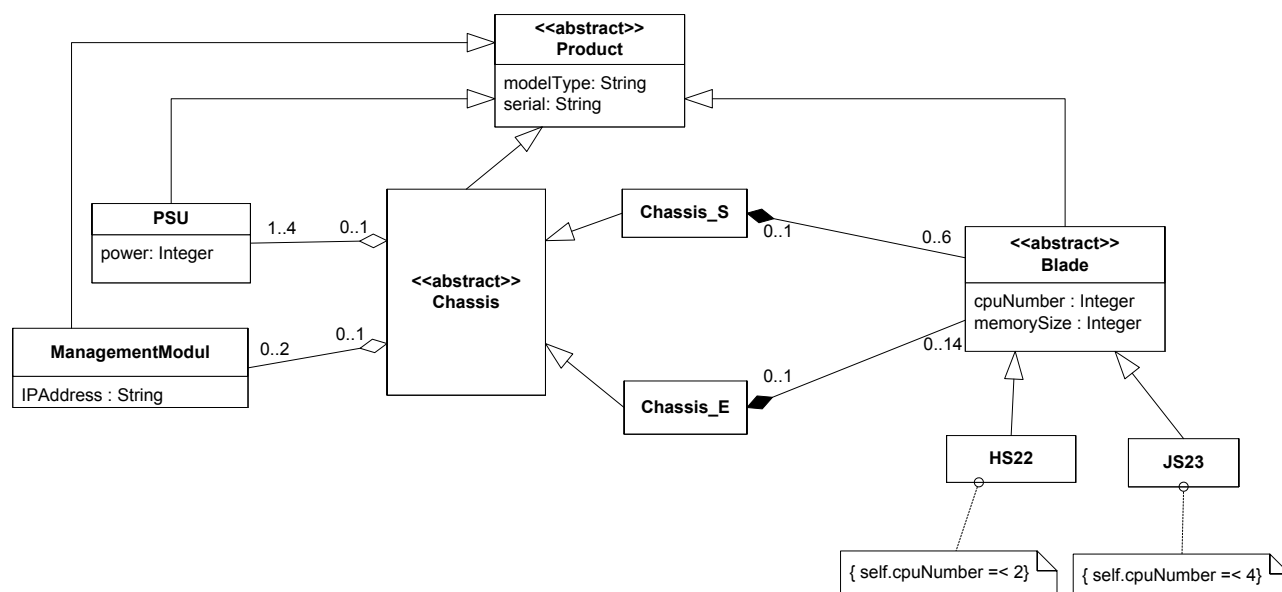 <<abstract>>
Product
modelType: String
serial: String
PSU
power: Integer
1..4
0..1
<<abstract>>
Chassis
Chassis_S
0..1
0..6
<<abstract>>
Blade
cpuNumber : Integer
memorySize : Integer
ManagementModul
IPAddress : String
0..2
0..1
Chassis_E
0..1
0..14
HS22
JS23
{ self.cpuNumber =< 2}
{ self.cpuNumber =< 4}